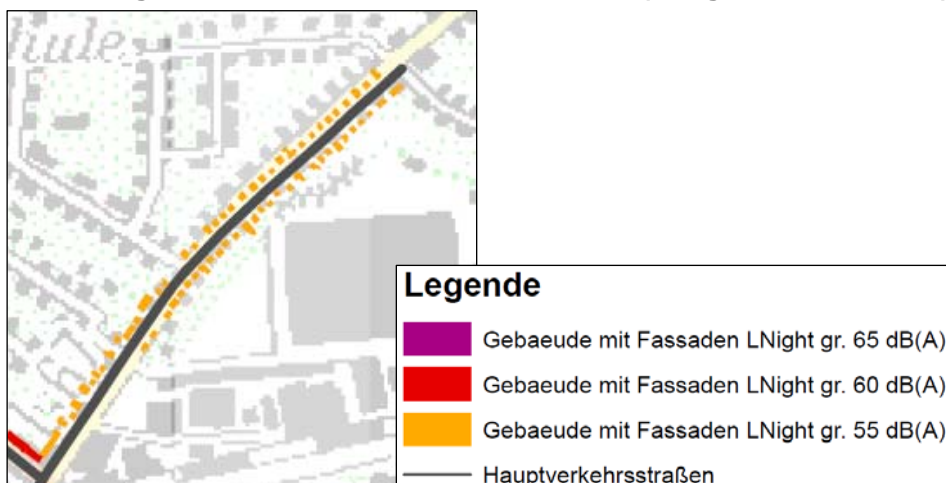 hule
Legende
Gebaeude mit Fassaden LNight gr. 65 dB(A)
Gebaeude mit Fassaden LNight gr. 60 dB(A)
Gebaeude mit Fassaden LNight gr. 55 dB(A)
Hauptverkehrsstraßen